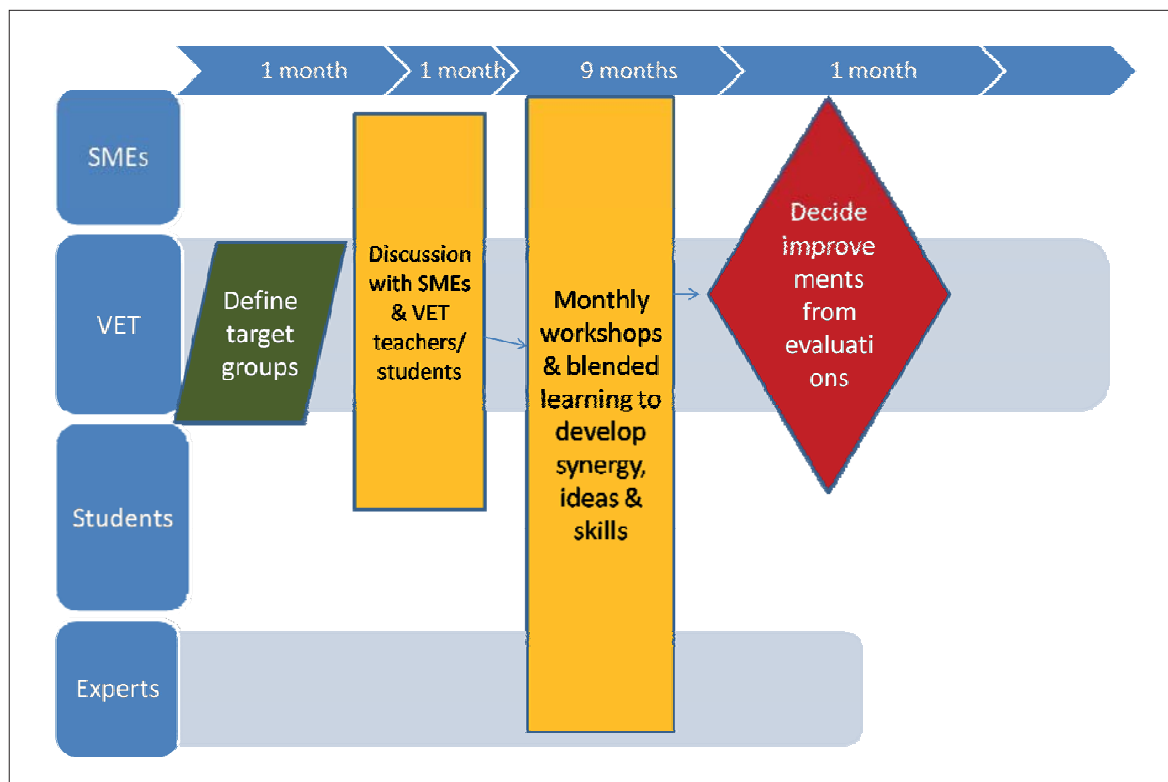 1 month
1 month
9 months
1 month
SMEs
VET
Students
Experts
Define
target
groups
Discussion
with SMEs
& VET
teachers/
students
Monthly
workshops
& blended
learning to
develop
synergy,
ideas &
skills
Decide
improve
ments
from
evaluati
ons